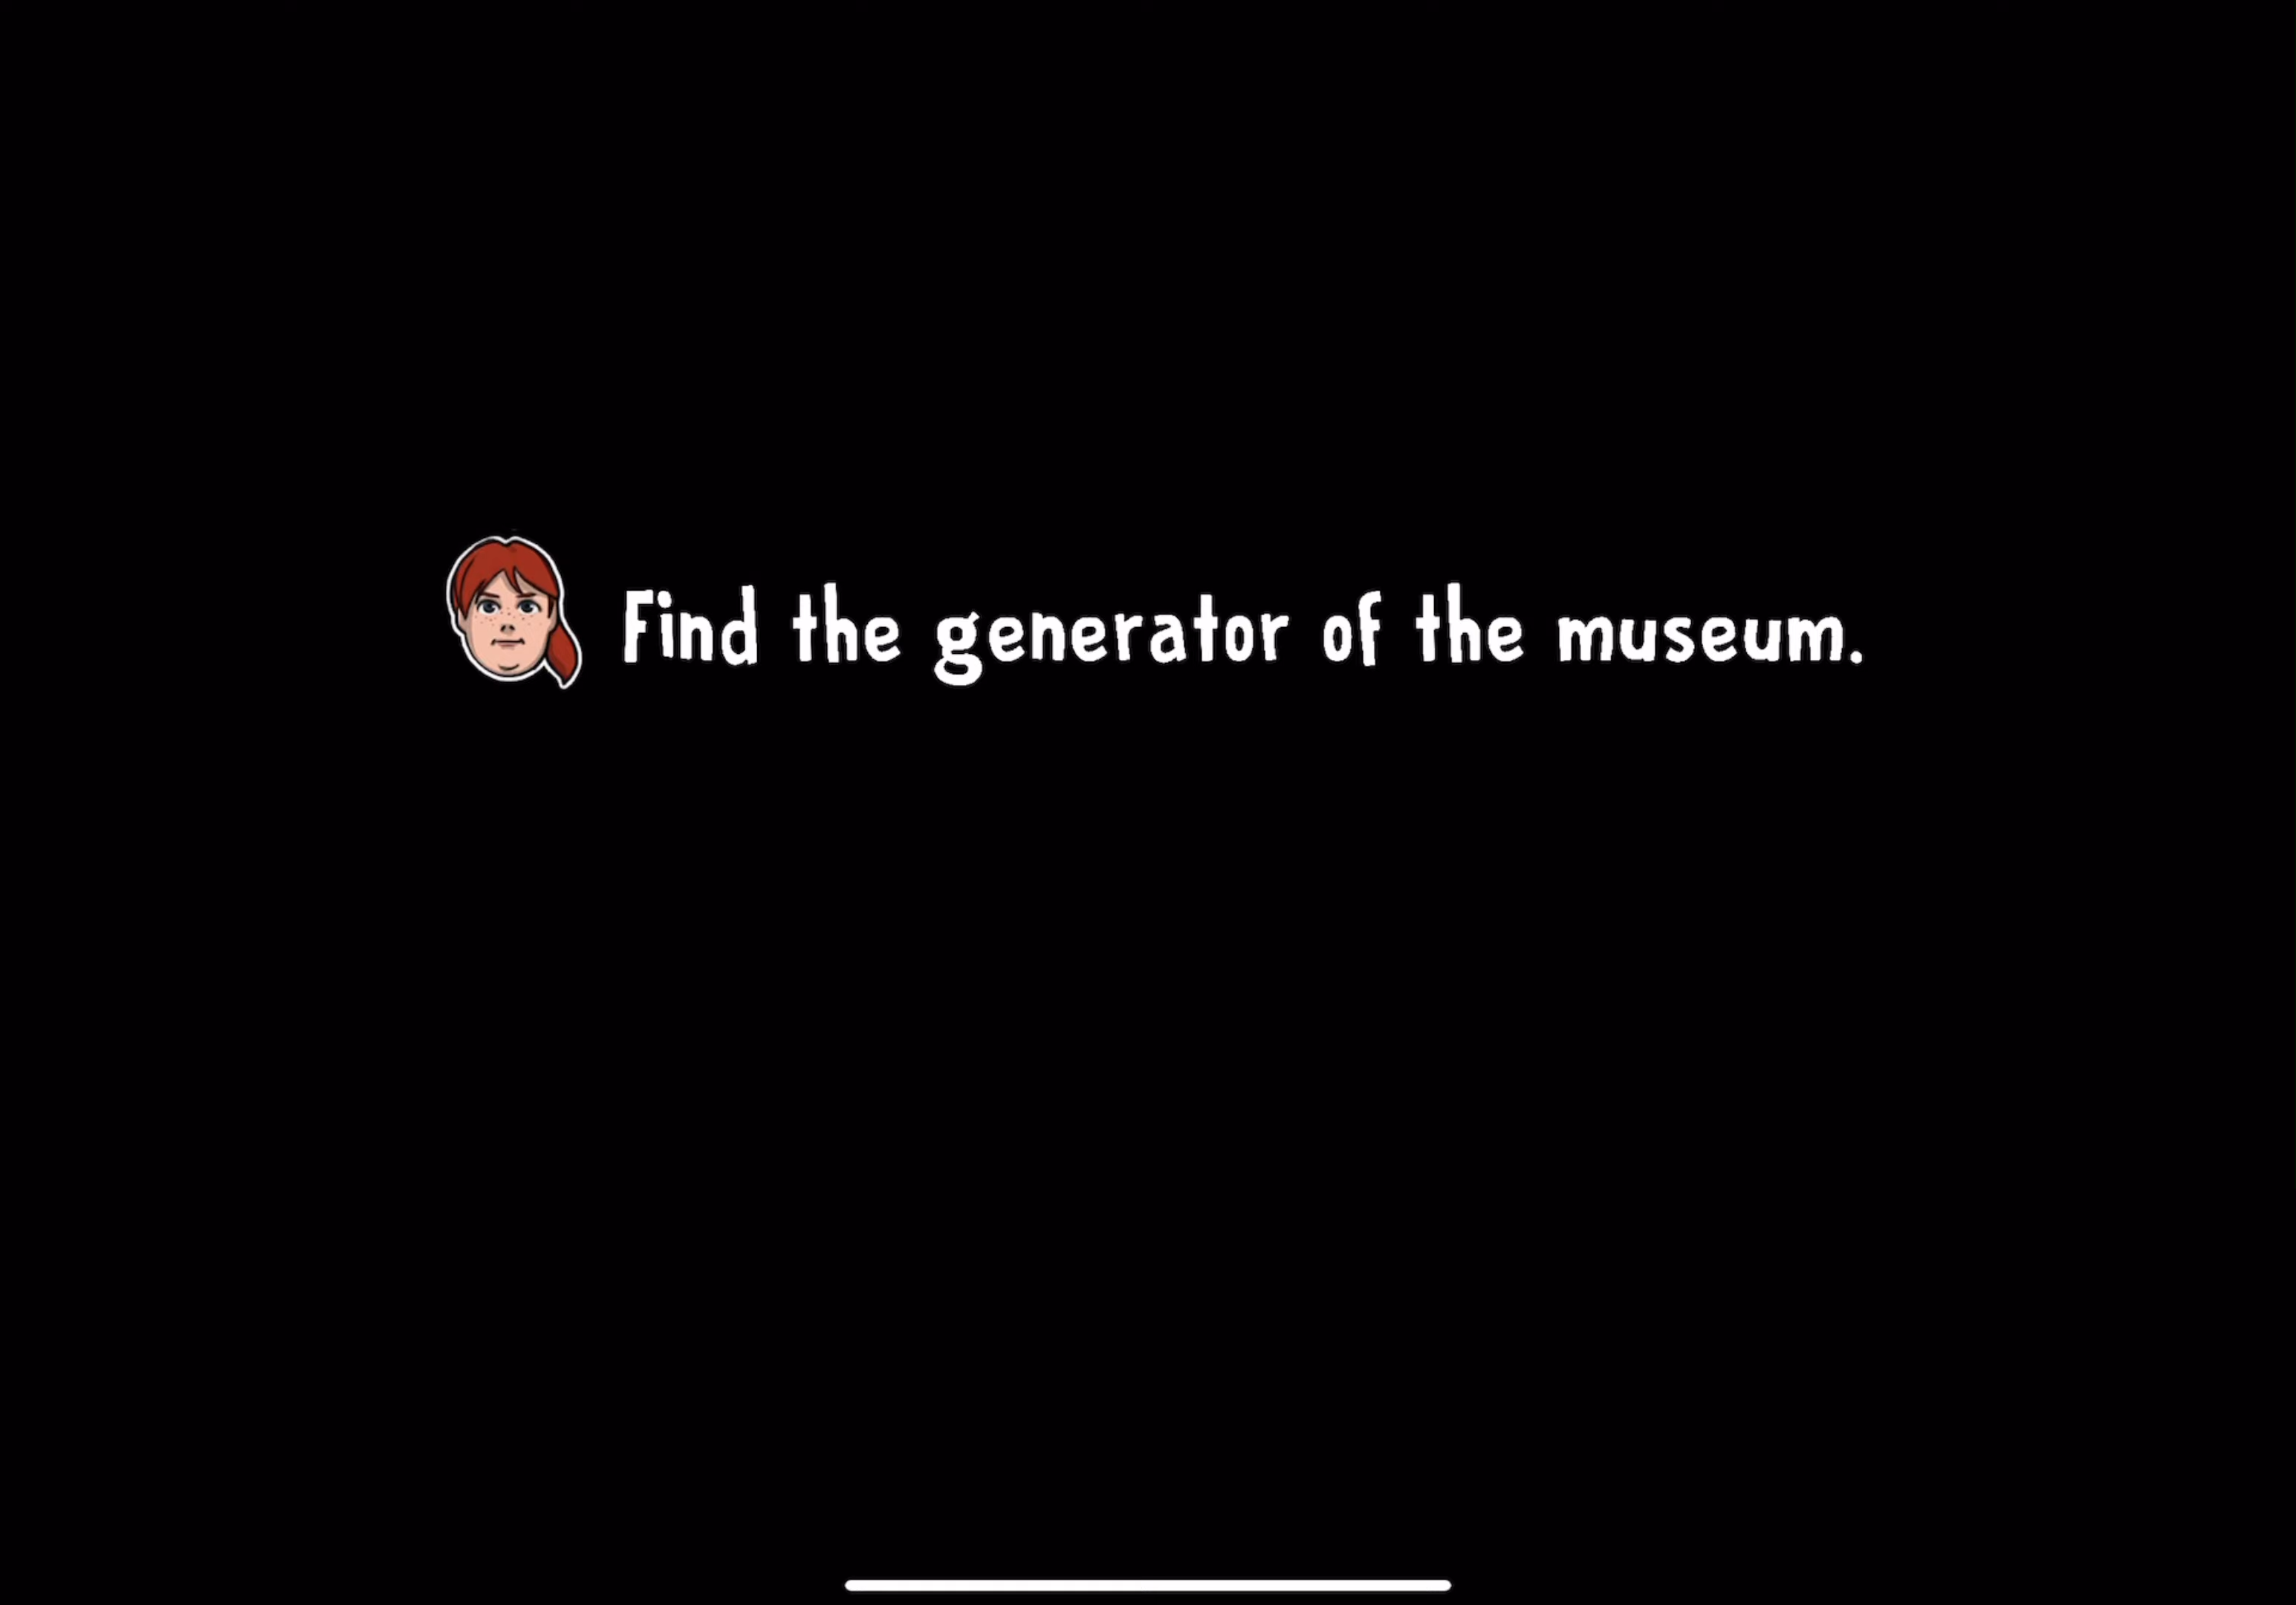 Find the generator of the museum.